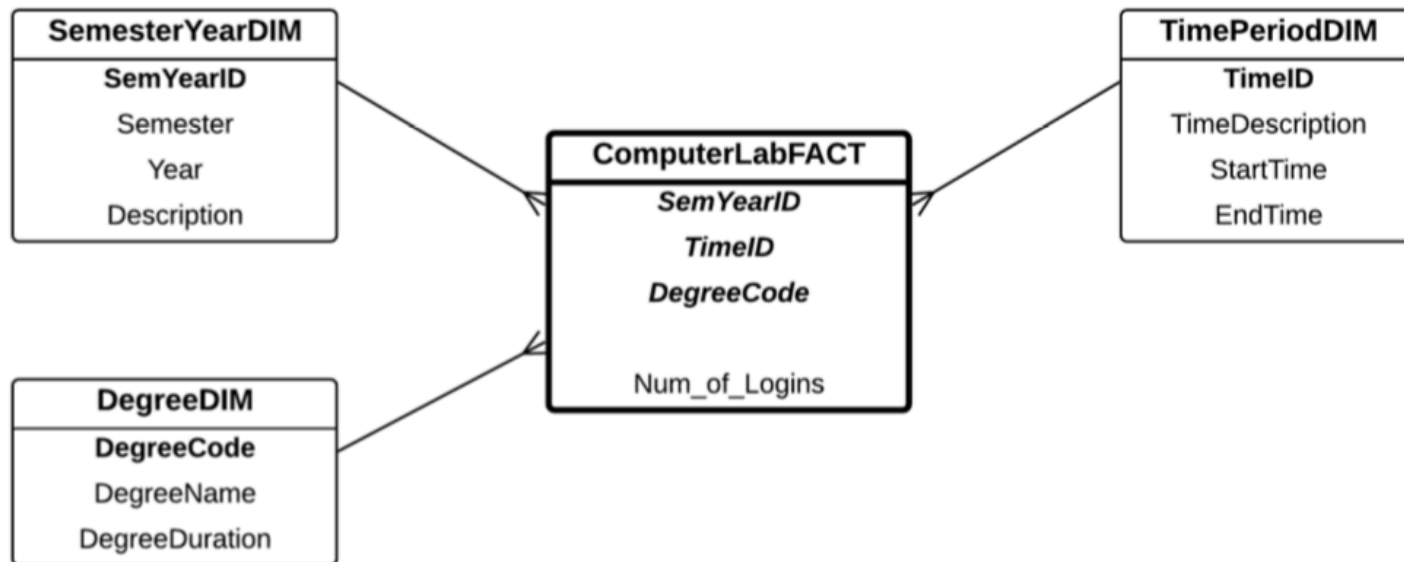 SemesterYearDIM
SemYearID
Semester
Year
Description
TimePeriodDIM
TimeID
TimeDescription
StartTime
EndTime
ComputerLabFACT
SemYearID
TimeID
DegreeCode
Num_of_Logins
DegreeDIM
DegreeCode
DegreeName
DegreeDuration